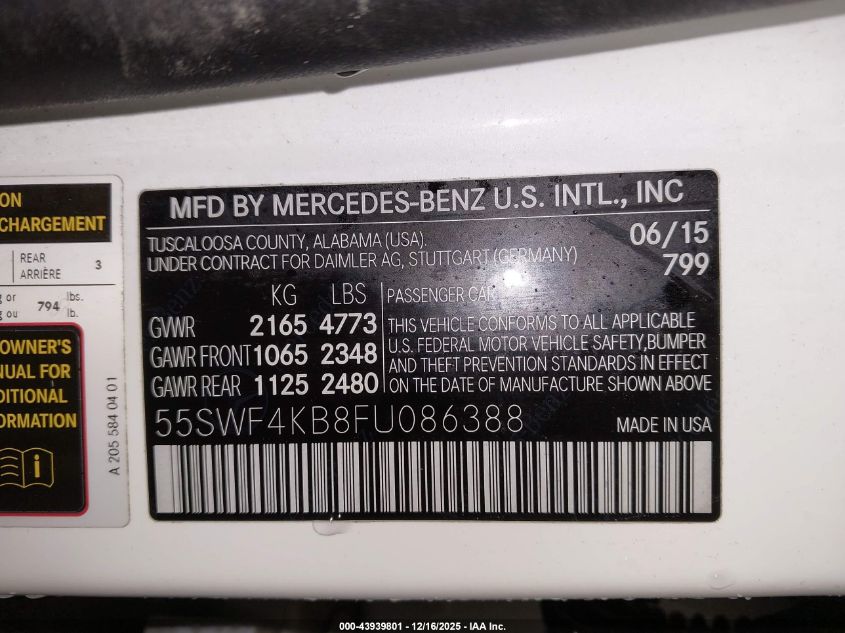 ON
CHARGEMENT
REAR
ARRIÈRE 3
g or
g ou 794 lbs.
lb.
OWNER'S
NUAL FOR
DITIONAL
RMATION
A 205 584 04 01
MFD BY MERCEDES-BENZ U.S. INTL., INC
TUSCALOOSA COUNTY, ALABAMA (USA). 06/15
UNDER CONTRACT FOR DAIMLER AG, STUTTGART (GERMANY) 799
KG LBS
GVWR 2165 4773
GAWR FRONT 1065 2348
GAWR REAR 1125 2480
PASSENGER CAR
THIS VEHICLE CONFORMS TO ALL APPLICABLE
U.S. FEDERAL MOTOR VEHICLE SAFETY, BUMPER
AND THEFT PREVENTION STANDARDS IN EFFECT
ON THE DATE OF MANUFACTURE SHOWN ABOVE
55SWF4KB8FU086388 MADE IN USA
000-43939801 - 12/16/2025 - IAA Inc.